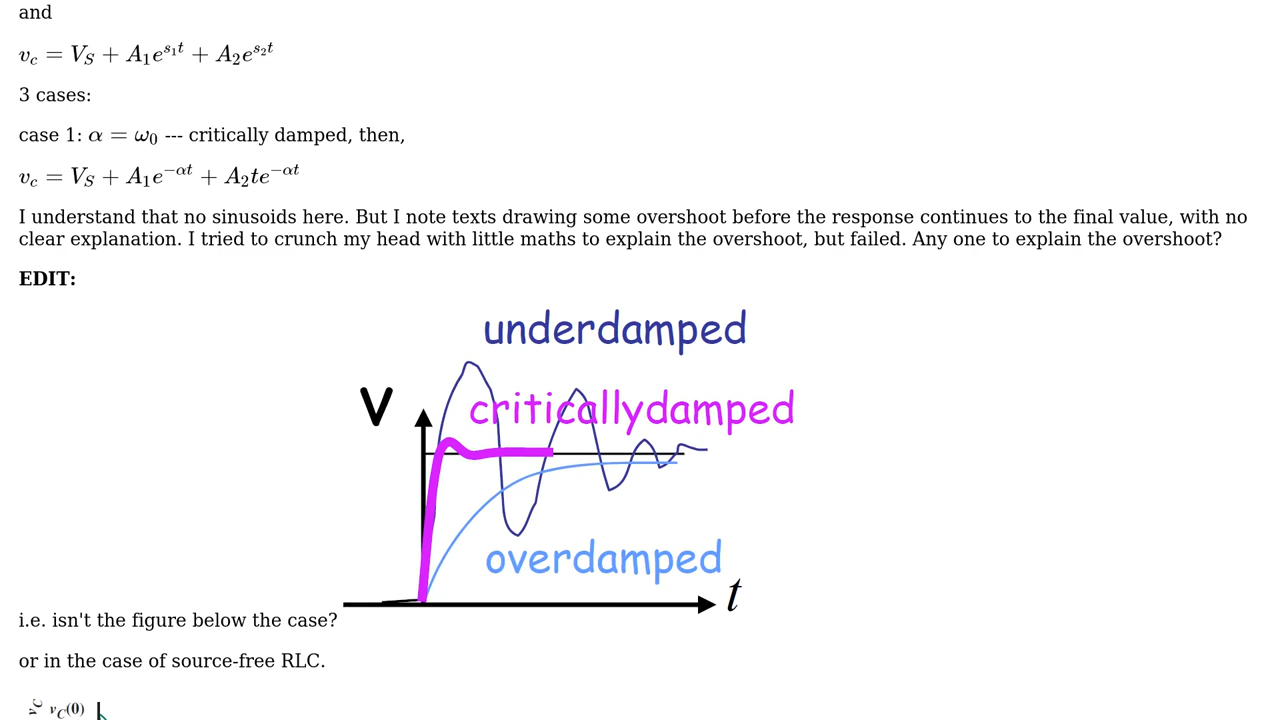 and
v_c = V_S + A_1e^{s_1t} + A_2e^{s_2t}
3 cases:
case 1: α = ω_0 --- critically damped, then,
v_c = V_S + A_1e^{−αt} + A_2te^{−αt}
I understand that no sinusoids here. But I note texts drawing some overshoot before the response continues to the final value, with no
clear explanation. I tried to crunch my head with little maths to explain the overshoot, but failed. Any one to explain the overshoot?
EDIT:
underdamped
V
criticallydamped
overdamped
t
i.e. isn't the figure below the case?
or in the case of source-free RLC.
v_C(0)